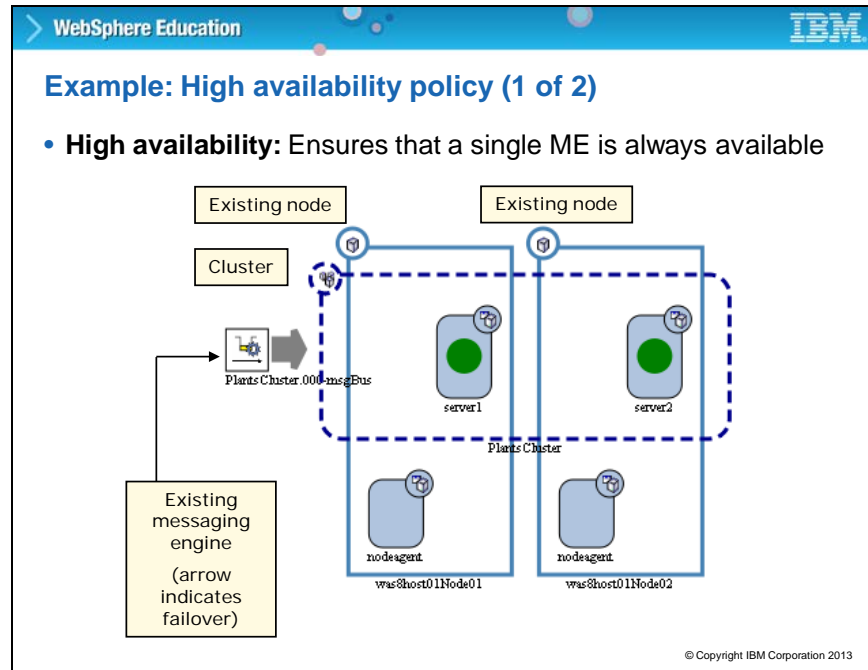 WebSphere Education
IBM
Example: High availability policy (1 of 2)
• High availability: Ensures that a single ME is always available
Existing node
Existing node
Cluster
PlantsCluster.000-msgBus
server1
server2
PlantsCluster
Existing
messaging
engine
(arrow
indicates
failover)
nodeagent
nodeagent
was8host01Node01
was8host01Node02
© Copyright IBM Corporation 2013